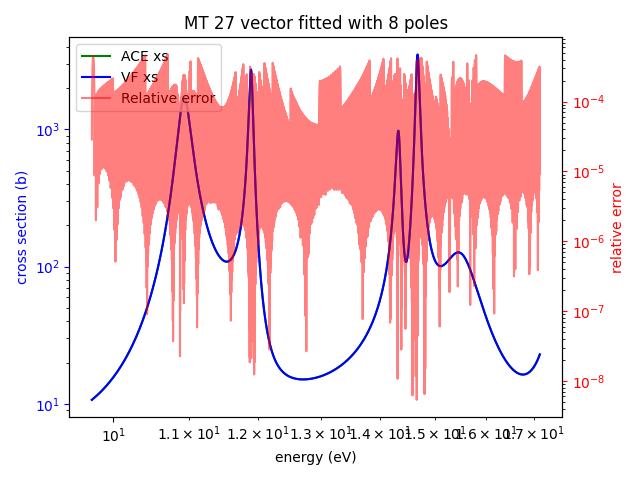 MT 27 vector fitted with 8 poles
ACE xs
VF xs
Relative error
cross section (b)
10³
10²
10¹
10⁻⁴
10⁻⁵
10⁻⁶
10⁻⁷
10⁻⁸
relative error
10¹ 1.1 × 10¹ 1.2 × 10¹ 1.3 × 10¹ 1.4 × 10¹ 1.5 × 10¹ 1.6 × 10¹ 1.7 × 10¹
energy (eV)